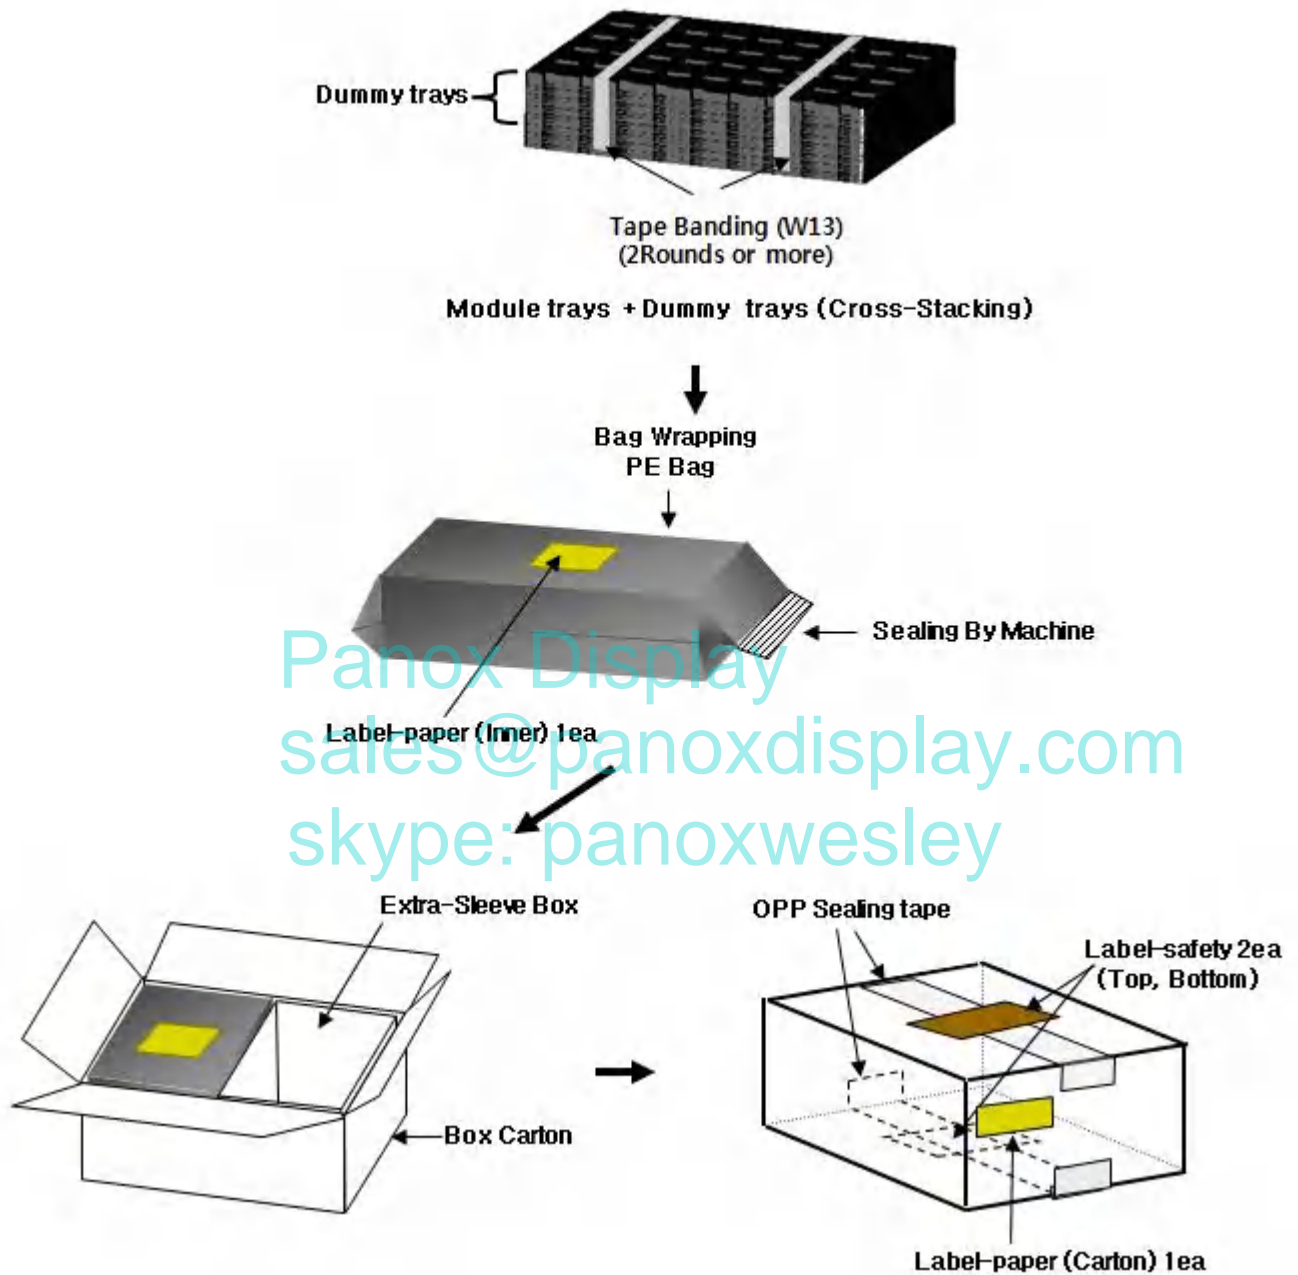 Dummy trays
Tape Banding (W13)
(2Rounds or more)
Module trays + Dummy trays (Cross-Stacking)
Bag Wrapping
PE Bag
Sealing By Machine
Panox Display
Label-paper (Inner) 1ea
sales@panoxdisplay.com
skype: panoxwesley
Extra-Sleeve Box
OPP Sealing tape
Label-safety 2ea
(Top, Bottom)
Box Carton
Label-paper (Carton) 1ea